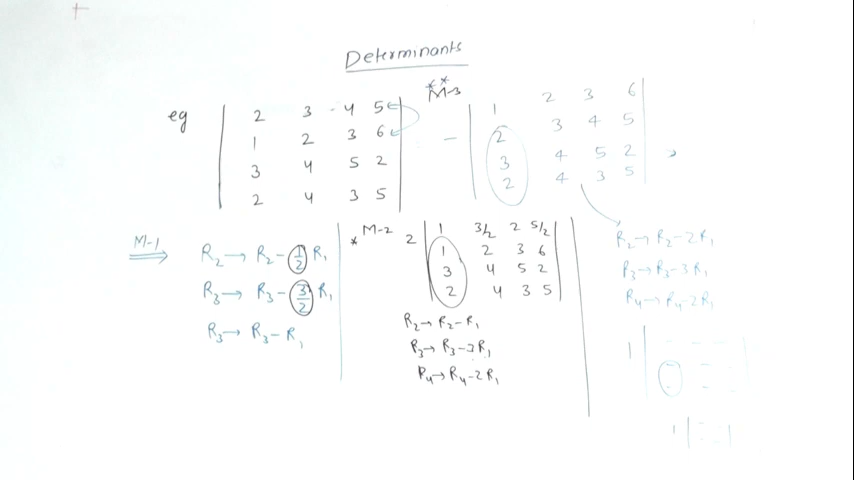 Determinants
eg
2 3 4 5
1 2 3 6
3 4 5 2
2 4 3 5
**M-3
-
1 2 3 6
2 3 4 5
3 4 5 2
2 4 3 5
R₂→ R₂-2R₁
R₃→R₃-3R₁
R₄→R₄-2R₁
1
1
M-1
⇒
R₂→ R₂-1/2 R₁
R₃→ R₃-3/2 R₁
R₃→ R₃-R₁
*M-2
2
1 3/2 2 5/2
1 2 3 6
3 4 5 2
2 4 3 5
R₂→R₂-R₁
R₃→R₃-3R₁
R₄→R₄-2R₁